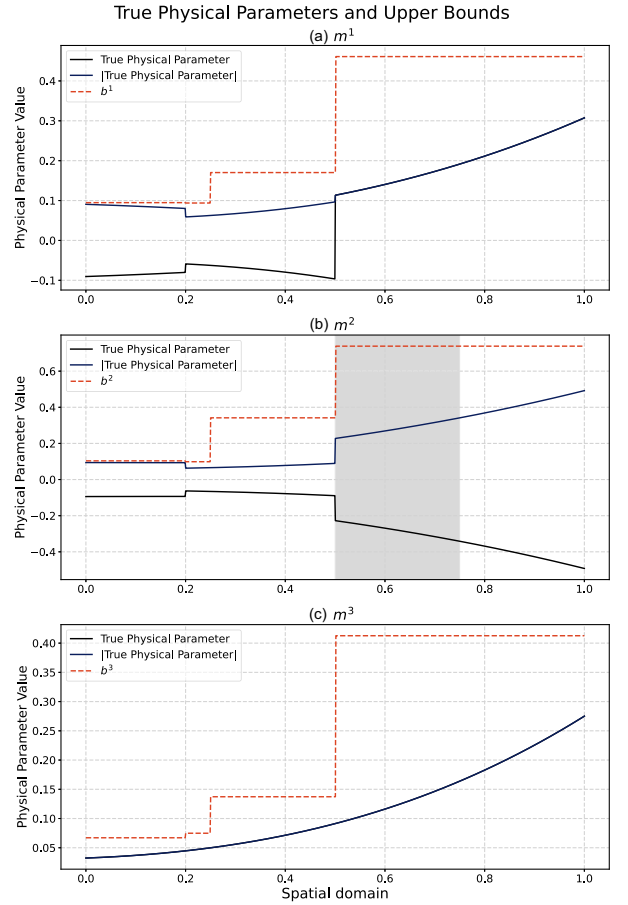 True Physical Parameters and Upper Bounds
(a) m¹
Physical Parameter Value
True Physical Parameter
|True Physical Parameter|
b¹
0.4
0.3
0.2
0.1
0.0
−0.1
0.0 0.2 0.4 0.6 0.8 1.0
(b) m²
Physical Parameter Value
True Physical Parameter
|True Physical Parameter|
b²
0.6
0.4
0.2
0.0
−0.2
−0.4
0.0 0.2 0.4 0.6 0.8 1.0
(c) m³
Physical Parameter Value
True Physical Parameter
|True Physical Parameter|
b³
0.40
0.35
0.30
0.25
0.20
0.15
0.10
0.05
0.0 0.2 0.4 0.6 0.8 1.0
Spatial domain